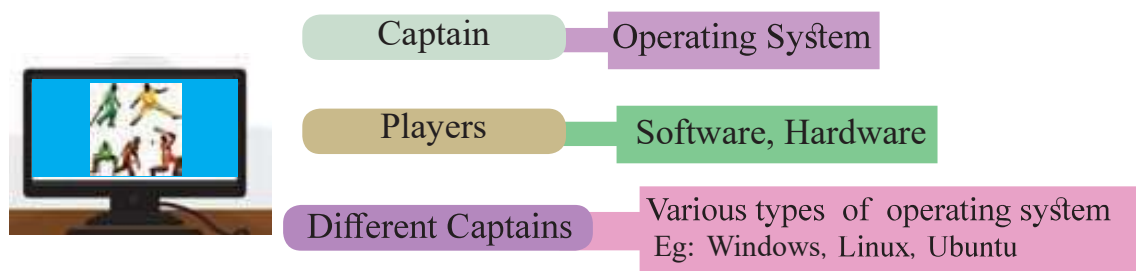 Captain
Operating System
Players
Software, Hardware
Different Captains
Various types of operating system
Eg: Windows, Linux, Ubuntu